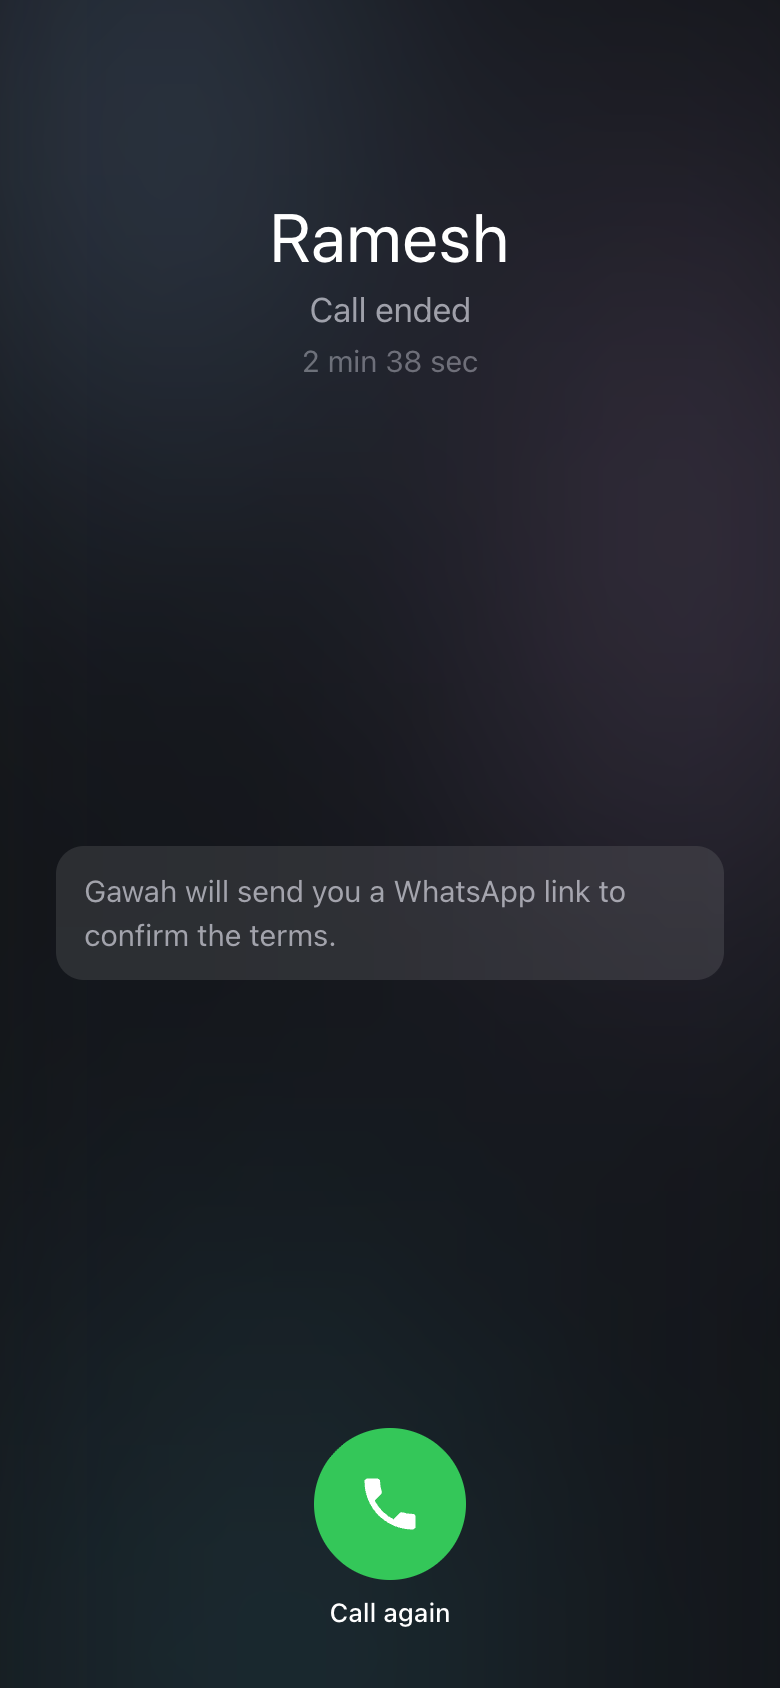 Ramesh
Call ended
2 min 38 sec
Gawah will send you a WhatsApp link to
confirm the terms.
Call again